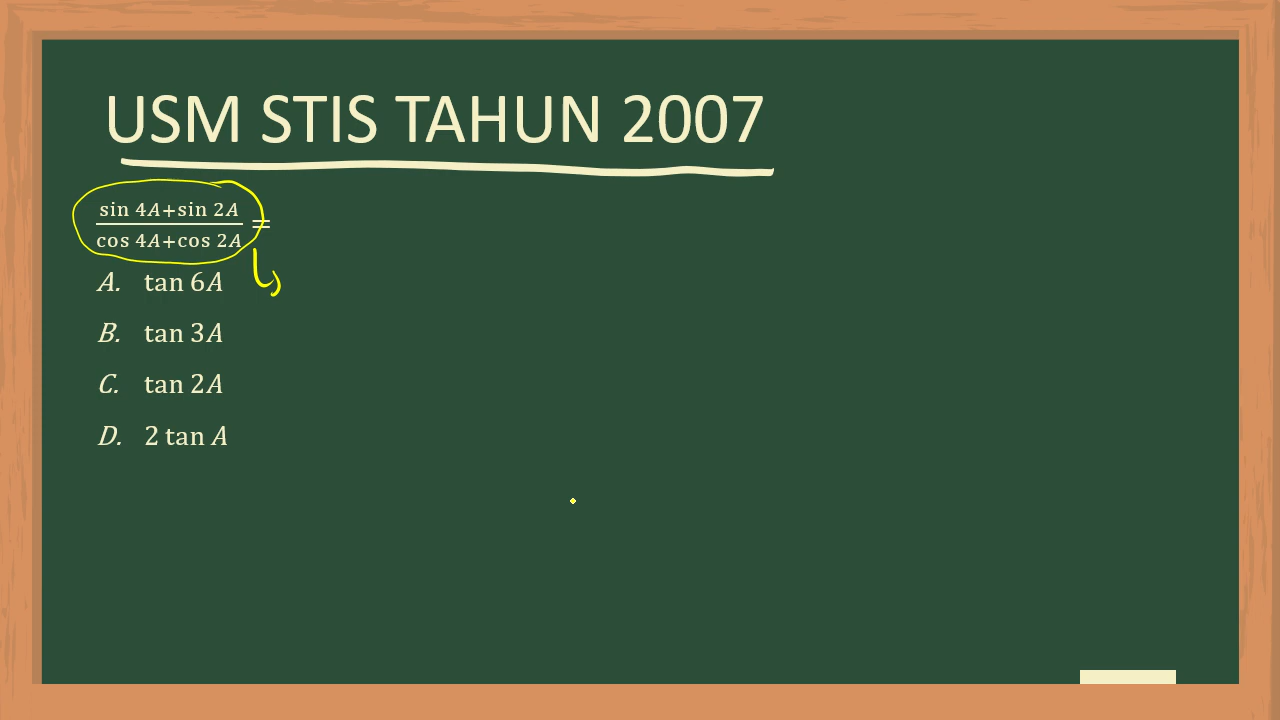 USM STIS TAHUN 2007
sin 4A+sin 2A
cos 4A+cos 2A =
A. tan 6A
B. tan 3A
C. tan 2A
D. 2 tan A